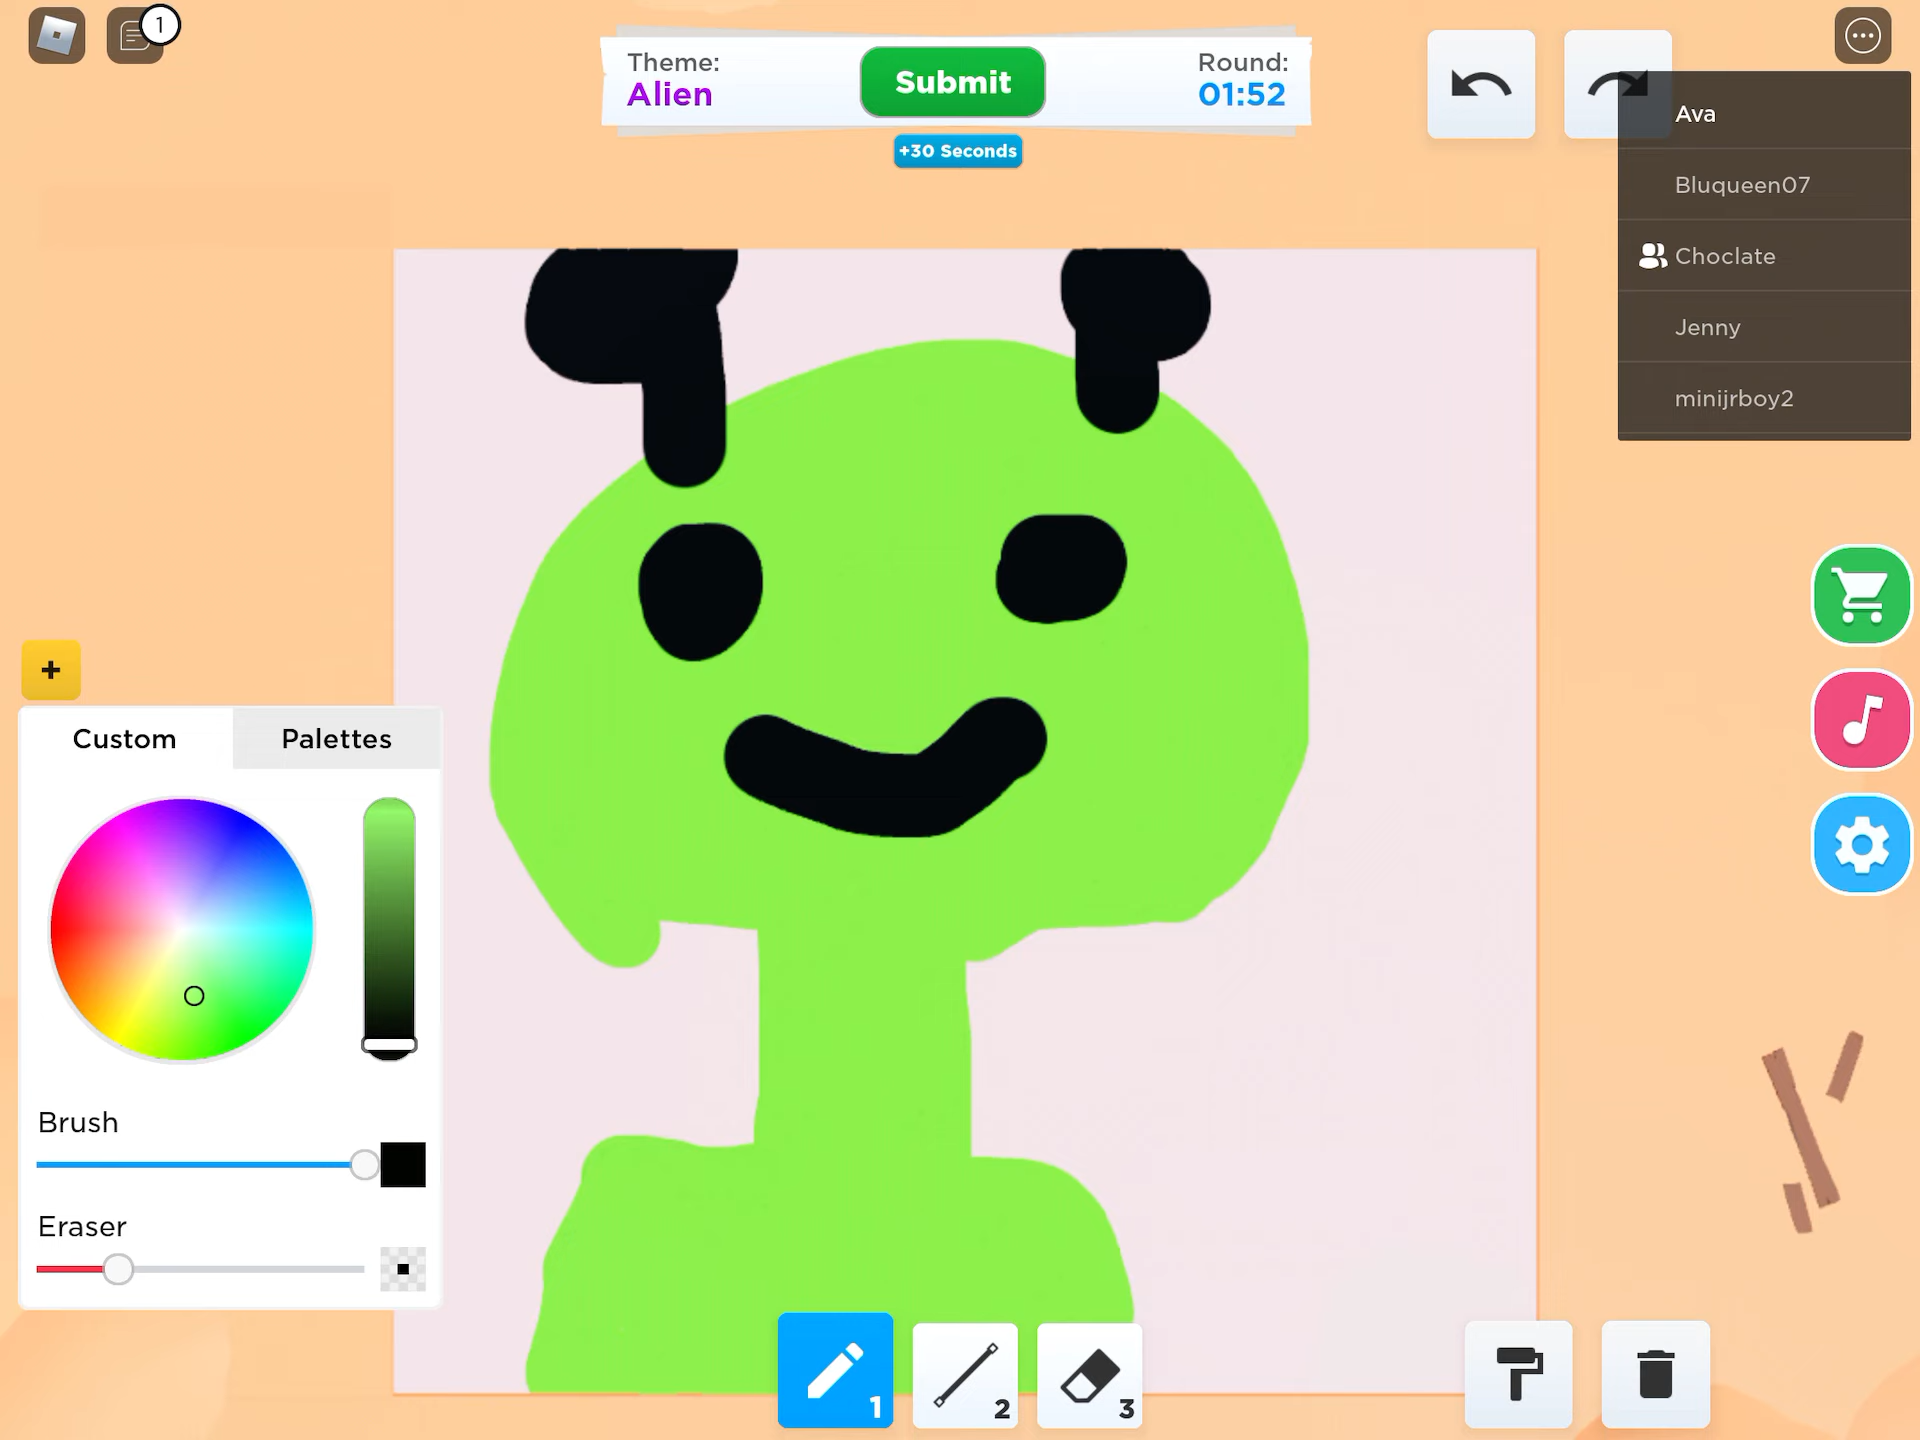 1
Theme:
Alien
Submit
Round:
01:52
+30 Seconds
Ava
Bluqueen07
Choclate
Jenny
minijrboy2
+
Custom
Palettes
Brush
Eraser
1
2
3